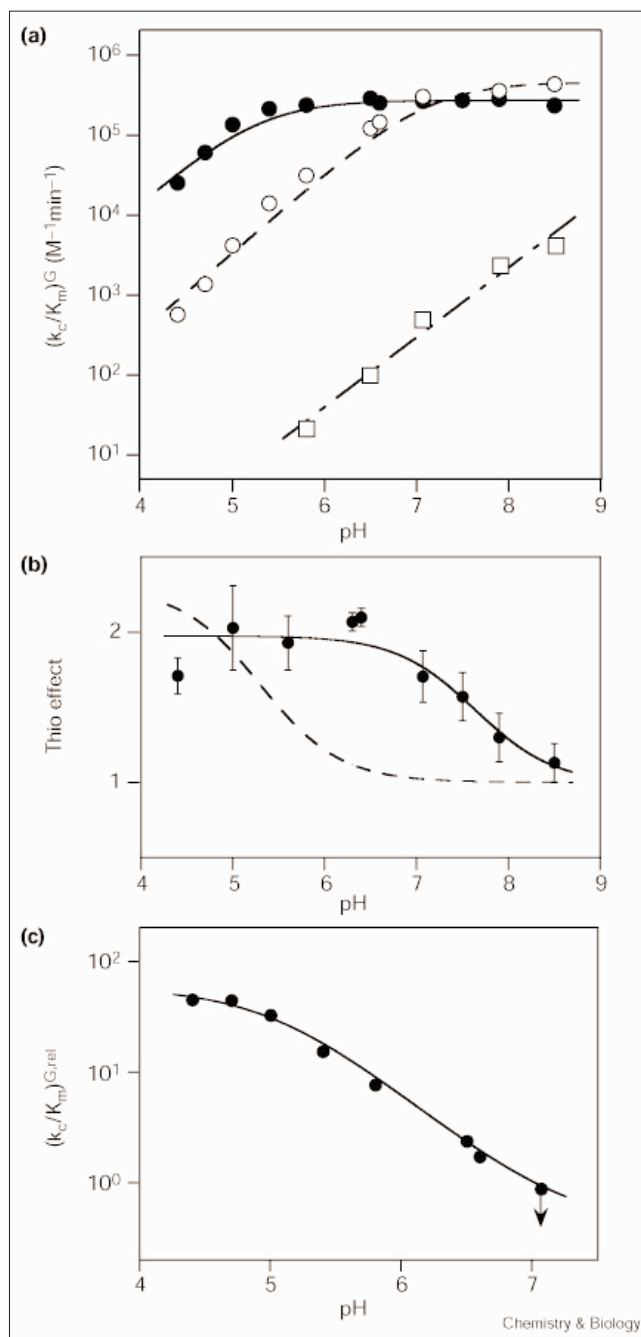 (a)
10⁶
10⁵
10⁴
10³
10²
10¹
(k꜀/Kₘ)ᴳ (M⁻¹min⁻¹)
4 5 6 7 8 9
pH
(b)
2
1
Thio effect
4 5 6 7 8 9
pH
(c)
10²
10¹
10⁰
(k꜀/Kₘ)ᴳ,ʳᵉˡ
4 5 6 7
pH
Chemistry & Biology